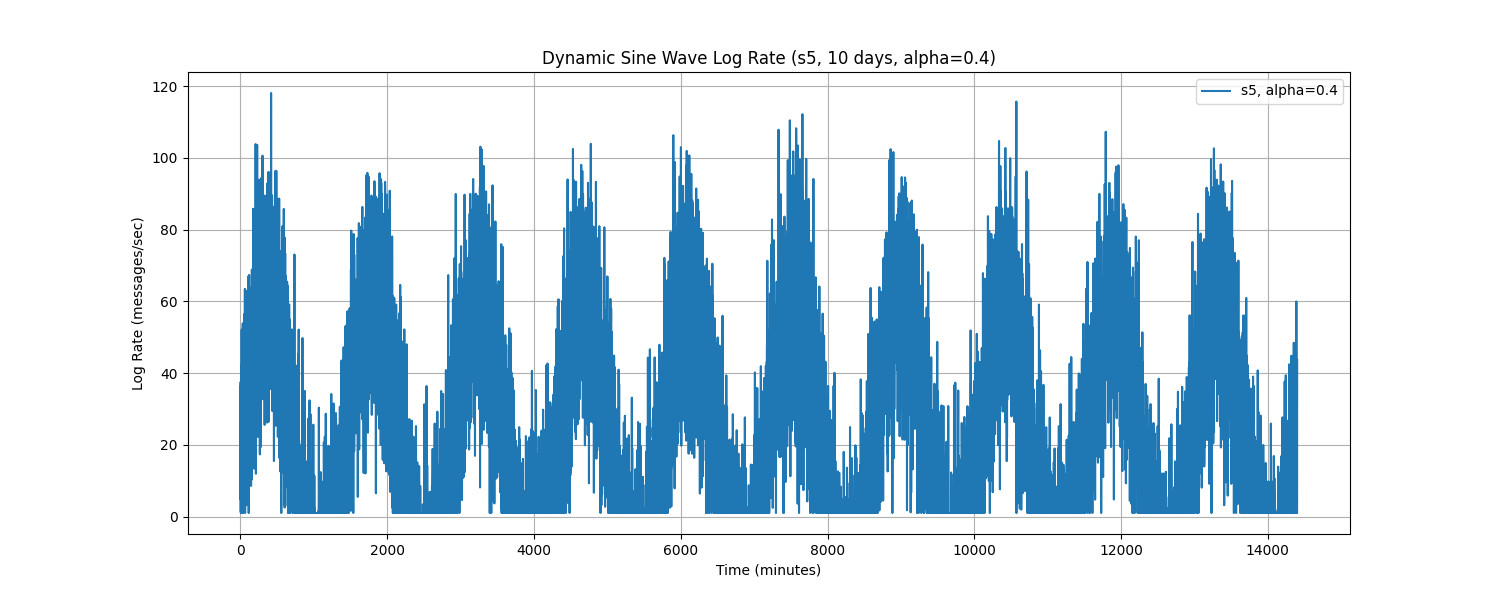 Dynamic Sine Wave Log Rate (s5, 10 days, alpha=0.4)
s5, alpha=0.4
Log Rate (messages/sec)
120
100
80
60
40
20
0
0 2000 4000 6000 8000 10000 12000 14000
Time (minutes)